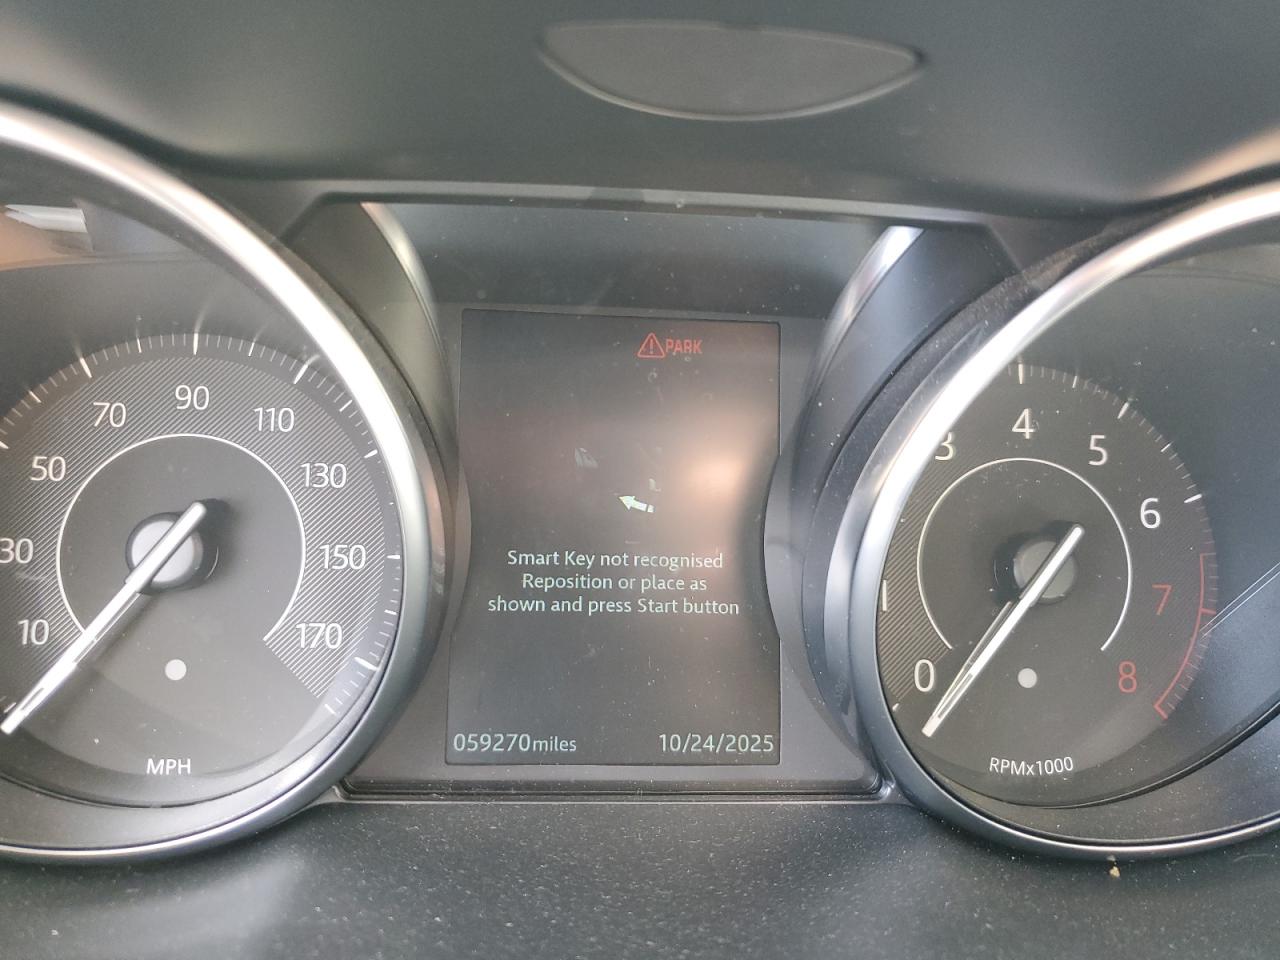 PARK
10
30
50
70
90
110
130
150
170
MPH
Smart Key not recognised
Reposition or place as
shown and press Start button
059270miles 10/24/2025
0
1
3
4
5
6
7
8
RPMx1000